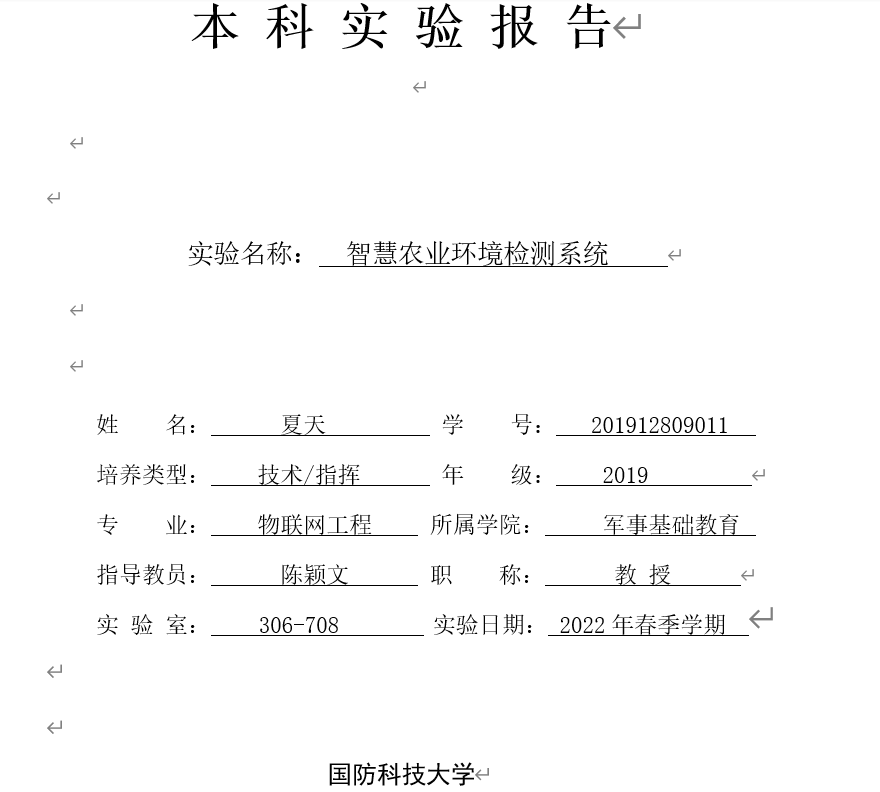 本 科 实 验 报 告
实验名称： 智慧农业环境检测系统
姓 名： 夏天 学 号： 201912809011
培养类型： 技术/指挥 年 级： 2019
专 业： 物联网工程 所属学院： 军事基础教育
指导教员： 陈颖文 职 称： 教 授
实 验 室： 306-708 实验日期： 2022 年春季学期
国防科技大学